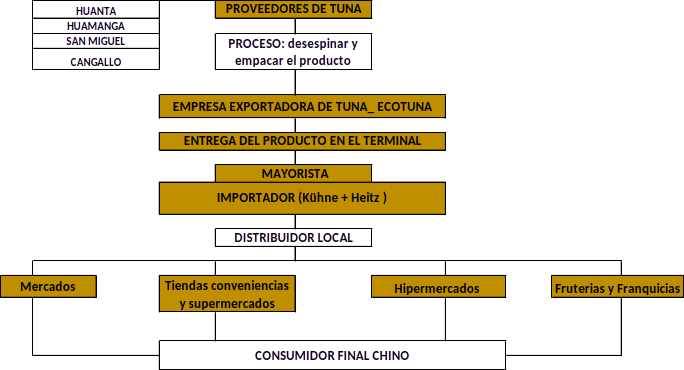 HUANTA
HUAMANGA
SAN MIGUEL
CANGALLO
PROVEEDORES DE TUNA
PROCESO: desespinar y
empacar el producto
EMPRESA EXPORTADORA DE TUNA_ ECOTUNA
ENTREGA DEL PRODUCTO EN EL TERMINAL
MAYORISTA
IMPORTADOR (Kühne + Heitz )
DISTRIBUIDOR LOCAL
Mercados
Tiendas conveniencias
y supermercados
Hipermercados
Fruterias y Franquicias
CONSUMIDOR FINAL CHINO